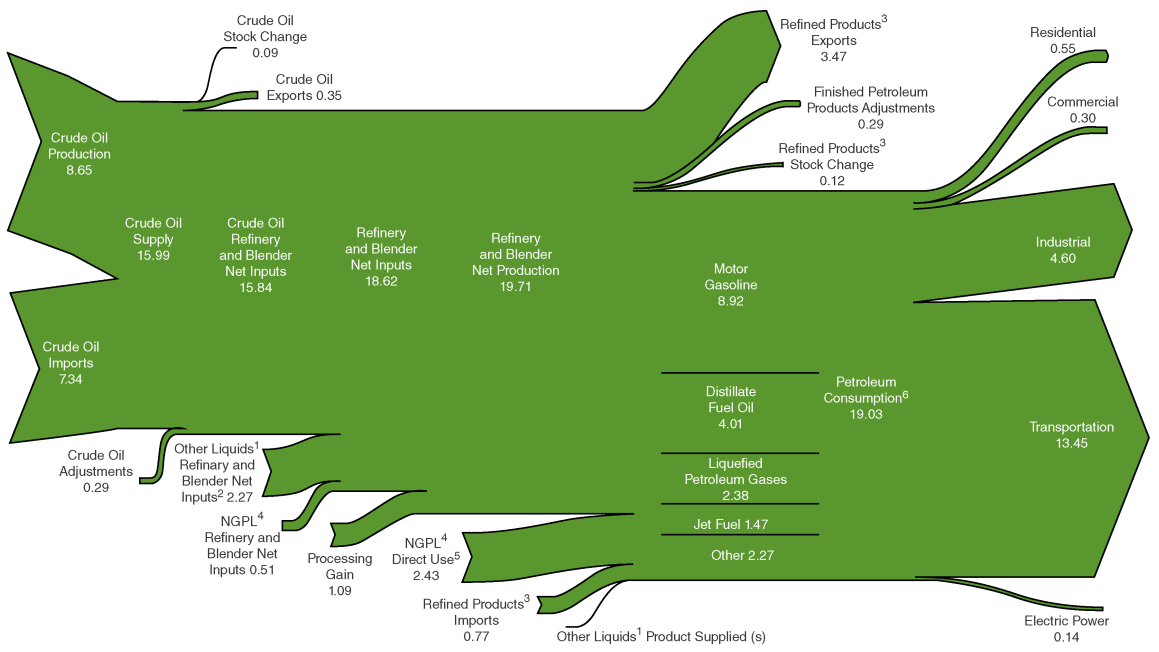 Crude Oil
Stock Change
0.09
Crude Oil
Exports 0.35
Refined Products³
Exports
3.47
Finished Petroleum
Products Adjustments
0.29
Refined Products³
Stock Change
0.12
Residential
0.55
Commercial
0.30
Crude Oil
Production
8.65
Crude Oil
Supply
15.99
Crude Oil
Refinery
and Blender
Net Inputs
15.84
Refinery
and Blender
Net Inputs
18.62
Refinery
and Blender
Net Production
19.71
Motor
Gasoline
8.92
Industrial
4.60
Crude Oil
Imports
7.34
Distillate
Fuel Oil
4.01
Petroleum
Consumption⁶
19.03
Transportation
13.45
Liquefied
Petroleum Gases
2.38
Jet Fuel 1.47
Other 2.27
Crude Oil
Adjustments
0.29
Other Liquids¹
Refinary and
Blender Net
Inputs² 2.27
NGPL⁴
Refinery and
Blender Net
Inputs 0.51
Processing
Gain
1.09
NGPL⁴
Direct Use⁵
2.43
Refined Products³
Imports
0.77
Other Liquids¹ Product Supplied (s)
Electric Power
0.14